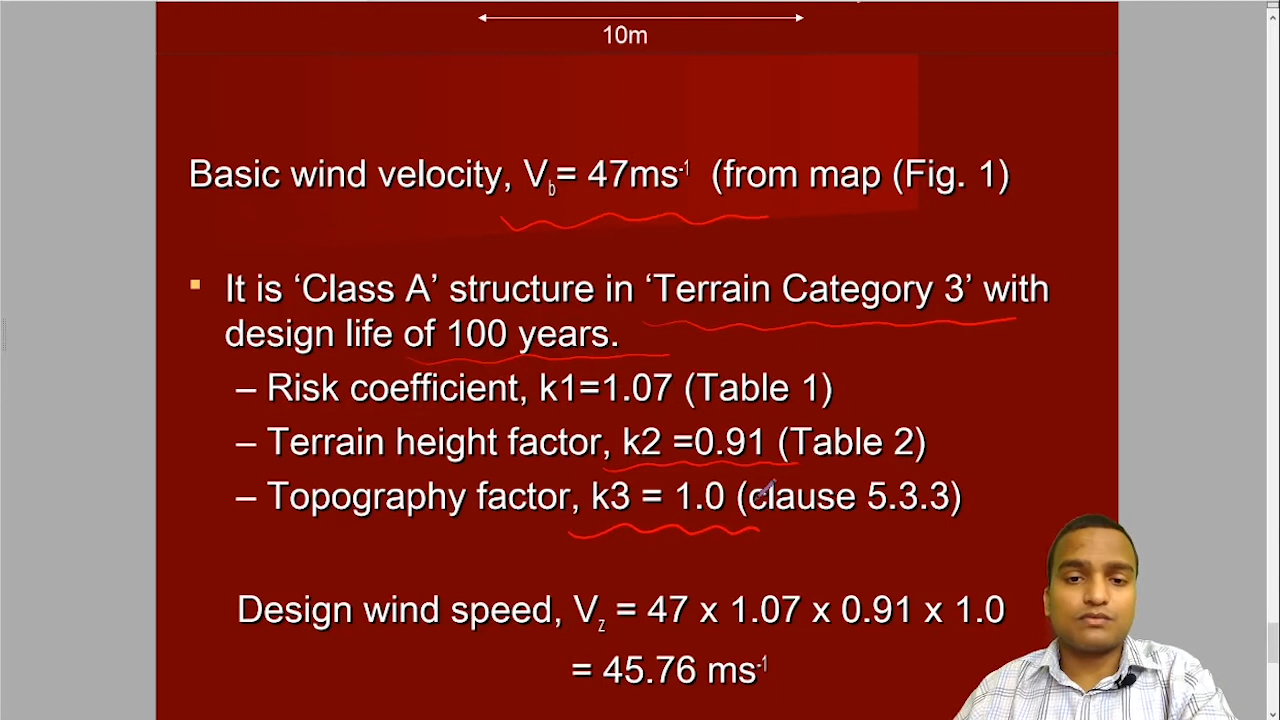 10m
Basic wind velocity, Vb= 47ms-1 (from map (Fig. 1)
▪ It is ‘Class A’ structure in ‘Terrain Category 3’ with
design life of 100 years.
– Risk coefficient, k1=1.07 (Table 1)
– Terrain height factor, k2 =0.91 (Table 2)
– Topography factor, k3 = 1.0 (clause 5.3.3)
Design wind speed, Vz = 47 x 1.07 x 0.91 x 1.0
= 45.76 ms-1